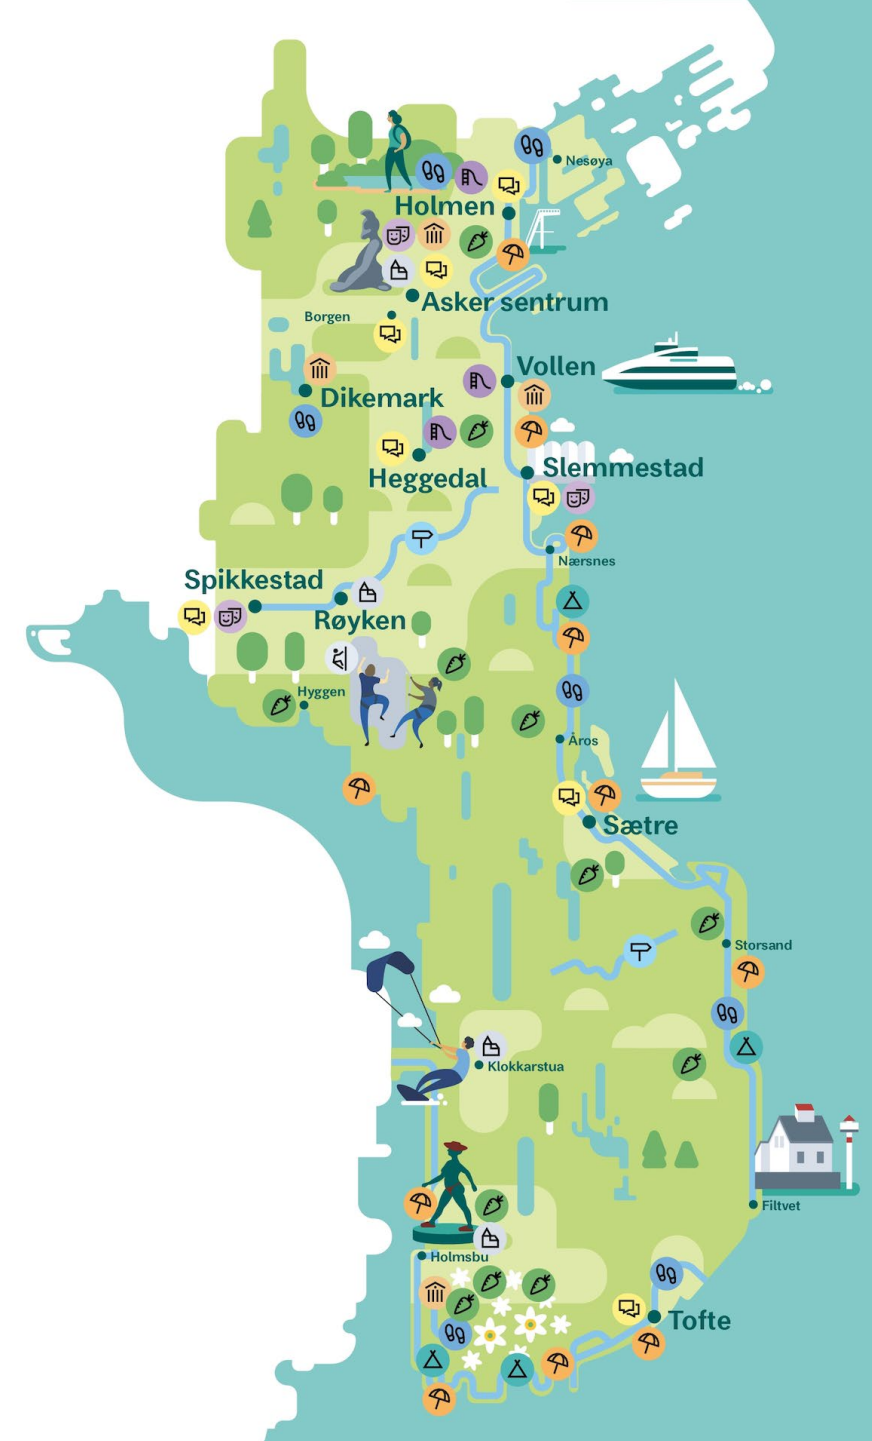 Nesøya
Holmen
Asker sentrum
Borgen
Vollen
Dikemark
Heggedal
Slemmestad
Nærsnes
Spikkestad
Røyken
Hyggen
Åros
Sætre
Storsand
Klokkarstua
Filtvet
Holmsbu
Tofte